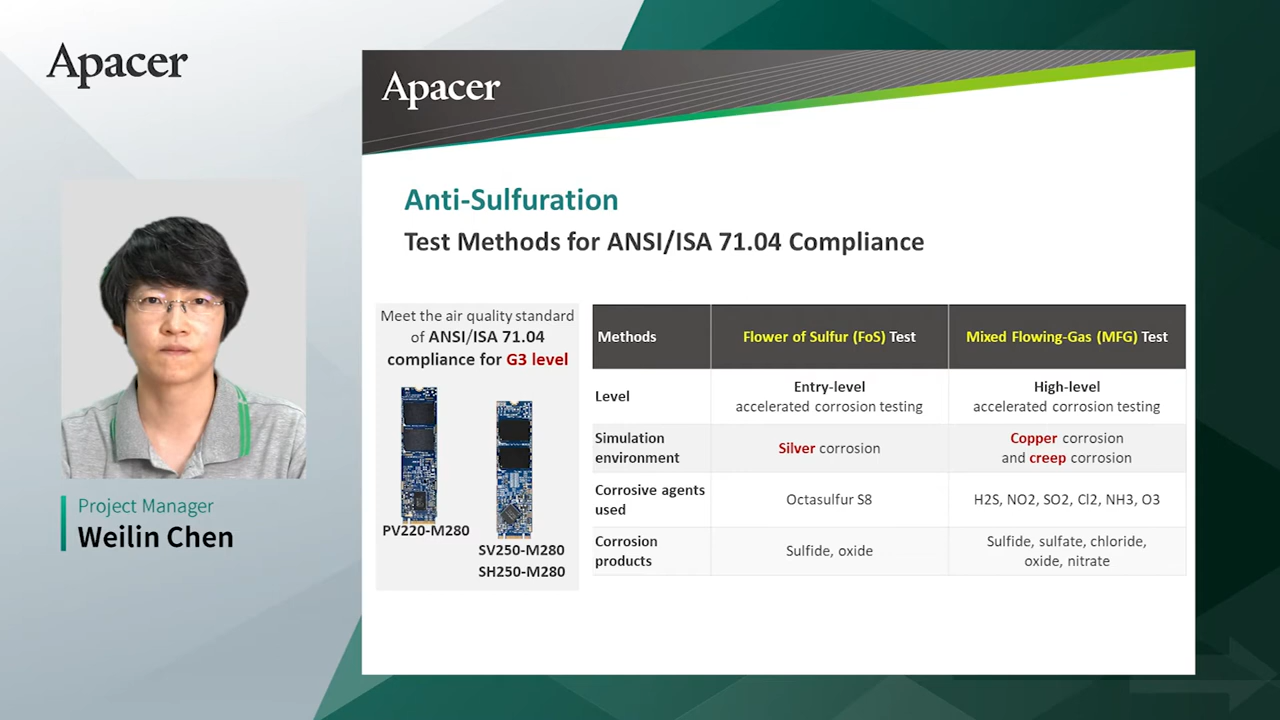 Apacer
Project Manager
Weilin Chen
Apacer
Anti-Sulfuration
Test Methods for ANSI/ISA 71.04 Compliance
Meet the air quality standard
of ANSI/ISA 71.04
compliance for G3 level
PV220-M280
SV250-M280
SH250-M280
Methods
Flower of Sulfur (FoS) Test
Mixed Flowing-Gas (MFG) Test
Level
Entry-level
accelerated corrosion testing
High-level
accelerated corrosion testing
Simulation
environment
Silver corrosion
Copper corrosion
and creep corrosion
Corrosive agents
used
Octasulfur S8
H2S, NO2, SO2, Cl2, NH3, O3
Corrosion
products
Sulfide, oxide
Sulfide, sulfate, chloride,
oxide, nitrate